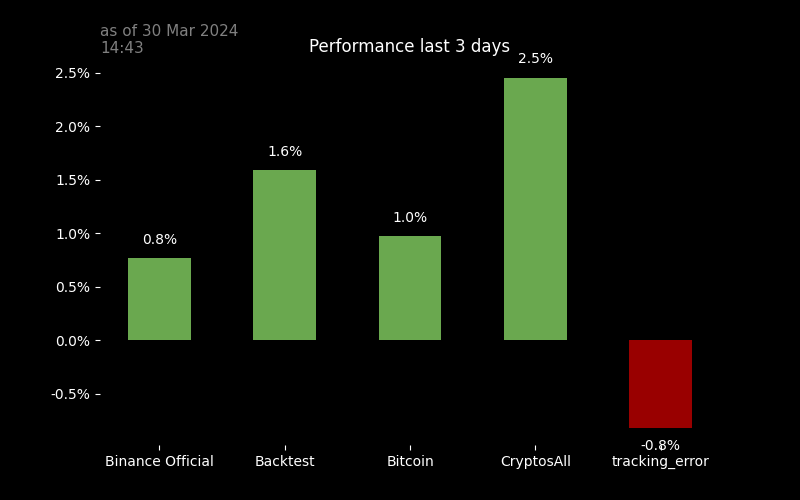 as of 30 Mar 2024
14:43
Performance last 3 days
2.5%
2.0%
1.5%
1.0%
0.5%
0.0%
-0.5%
0.8%
1.6%
1.0%
2.5%
-0.8%
Binance Official
Backtest
Bitcoin
CryptosAll
tracking_error